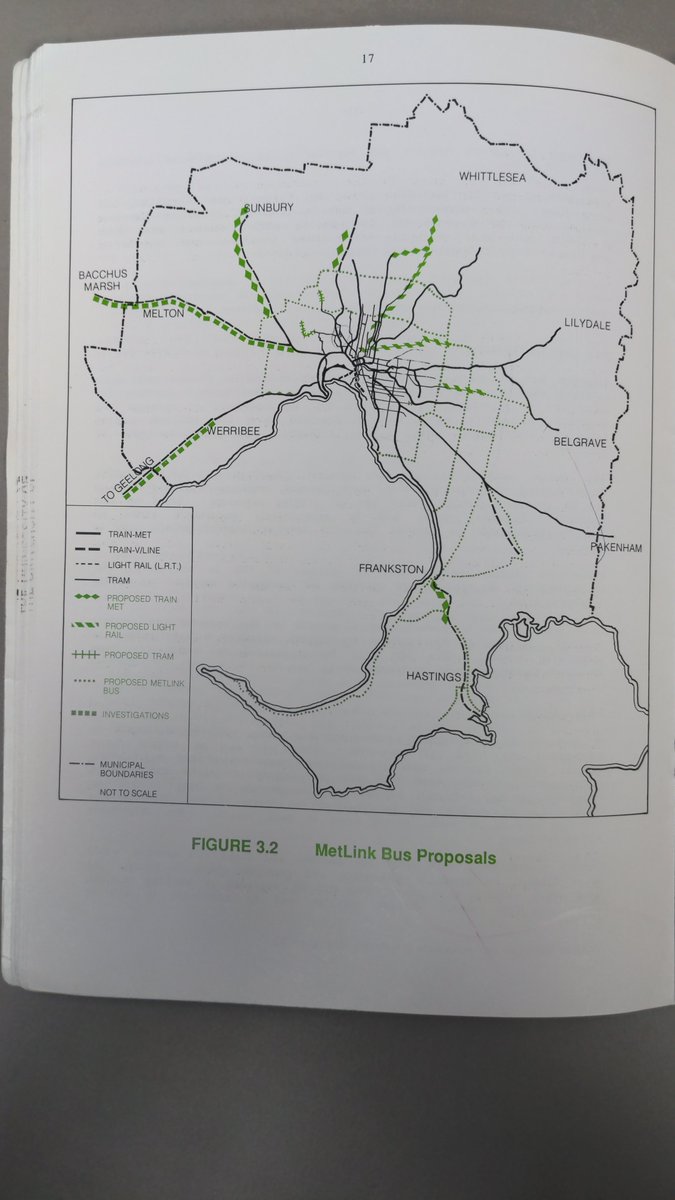 17
WHITTLESEA
SUNBURY
BACCHUS
MARSH
MELTON
LILYDALE
WERRIBEE
BELGRAVE
TO GEELONG
PAKENHAM
FRANKSTON
HASTINGS
TRAIN-MET
TRAIN-V/LINE
LIGHT RAIL (L.R.T.)
TRAM
PROPOSED TRAIN
MET
PROPOSED LIGHT
RAIL
PROPOSED TRAM
PROPOSED METLINK
BUS
INVESTIGATIONS
MUNICIPAL
BOUNDARIES
NOT TO SCALE
FIGURE 3.2 MetLink Bus Proposals